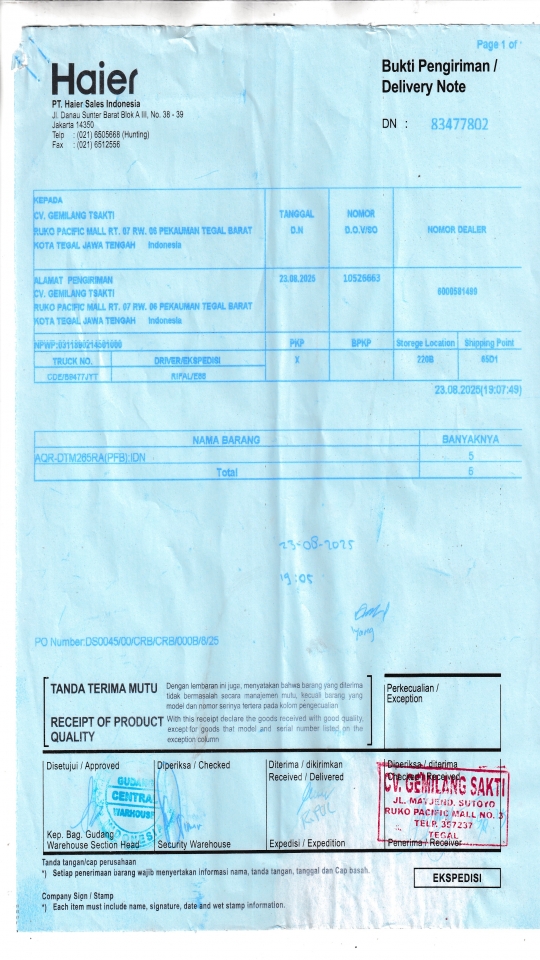 Page 1 of
Haier
Bukti Pengiriman /
Delivery Note
PT. Haier Sales Indonesia
Jl. Danau Sunter Barat Blok A III, No. 38 - 39
Jakarta 14350
Telp : (021) 6505668 (Hunting)
Fax : (021) 6512556
DN : 83477802
KEPADA
CV. GEMILANG TSAKTI
RUKO PACIFIC MALL RT. 07 RW. 06 PEKAUMAN TEGAL BARAT
KOTA TEGAL JAWA TENGAH Indonesia
TANGGAL D.N
NOMOR D.O.V/SO
NOMOR DEALER
ALAMAT PENGIRIMAN
CV. GEMILANG TSAKTI
RUKO PACIFIC MALL RT. 07 RW. 06 PEKAUMAN TEGAL BARAT
KOTA TEGAL JAWA TENGAH Indonesia
23.08.2025
10526663
NPWP:
PKP
BPKP
Storege Location
Shipping Point
TRUCK NO.
DRIVER/EKSPEDISI
X
220B
65D1
23.08.2025(19:07:49)
NAMA BARANG
BANYAKNYA
AQR-DTM265RA(PFB):IDN
5
Total
23-08-2025
19:05
Yang
PO Number:DS0045/00/CRB/CRB/000B/8/25
TANDA TERIMA MUTU
Dengan lembaran ini juga, menyatakan bahwa barang yang diterima
tidak bermasalah secara manajemen mutu, kecuali barang yang
model dan nomor serinya tertera pada kolom pengecualian
RECEIPT OF PRODUCT QUALITY
With this receipt declare the goods received with good quality,
except for goods that model and serial number listed on the
exception column
Perkecualian /
Exception
Disetujui / Approved
Diperiksa / Checked
Diterima / dikirimkan
Received / Delivered
Diperiksa / diterima
Checked / Received
GUDANG
CENTRAL
WAREHOUSE
CV. GEMILANG SAKTI
JL. MAYJEND. SUTOYO
RUKO PACIFIC MALL NO. 3
TELP. 357237
TEGAL
Kep. Bag. Gudang
Warehouse Section Head
Security Warehouse
Expedisi / Expedition
Penerima / Receiver
Tanda tangan/cap perusahaan
*) Setiap penerimaan barang wajib menyertakan informasi nama, tanda tangan, tanggal dan Cap basah.
EKSPEDISI
Company Sign / Stamp
*) Each item must include name, signature, date and wet stamp information.